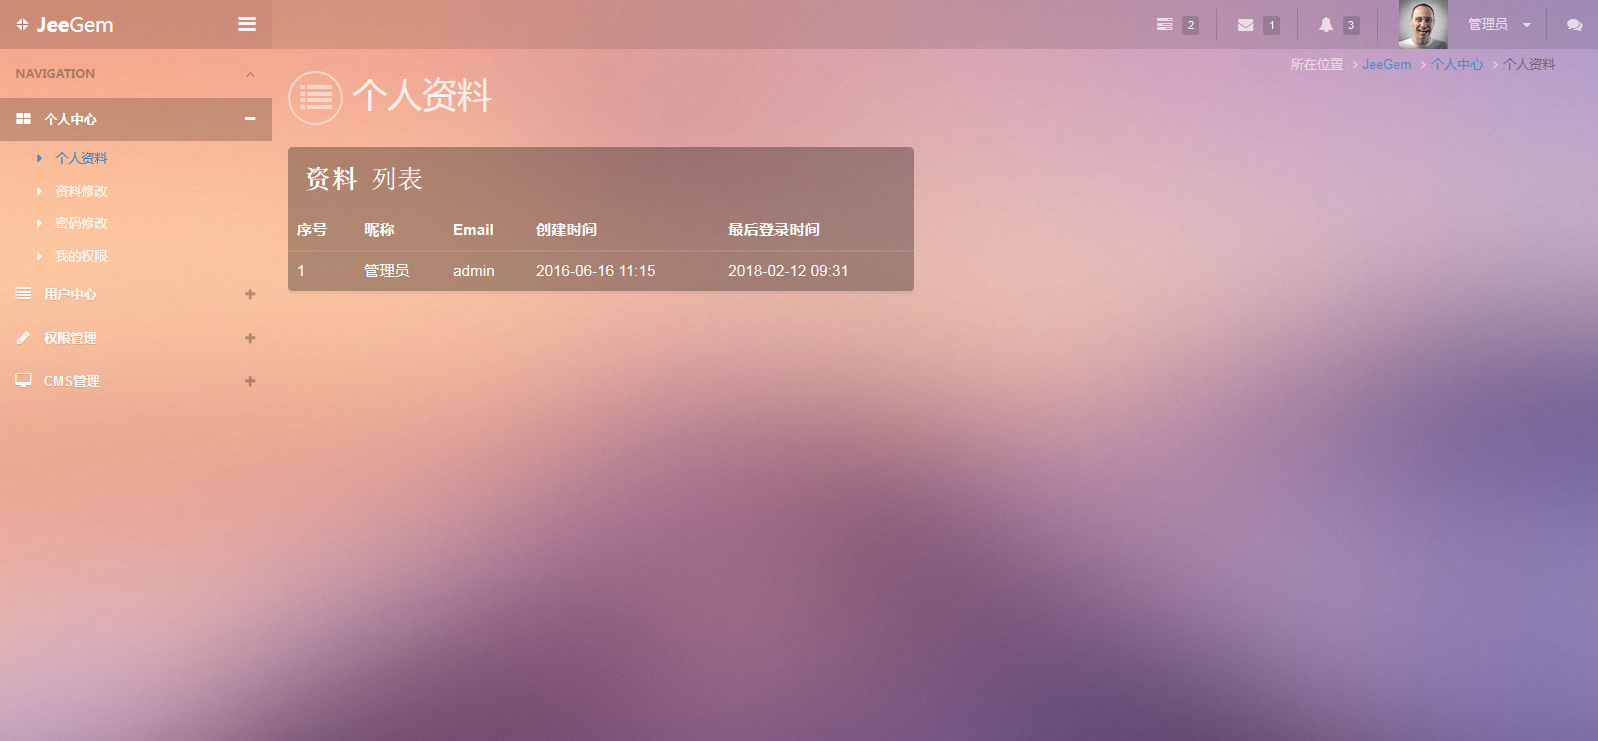 JeeGem
2
1
3
管理员
所在位置 JeeGem 个人中心 个人资料
NAVIGATION
个人中心
个人资料
资料修改
密码修改
我的权限
用户中心
权限管理
CMS管理
个人资料
资料 列表
序号 昵称 Email 创建时间 最后登录时间
1 管理员 admin 2016-06-16 11:15 2018-02-12 09:31